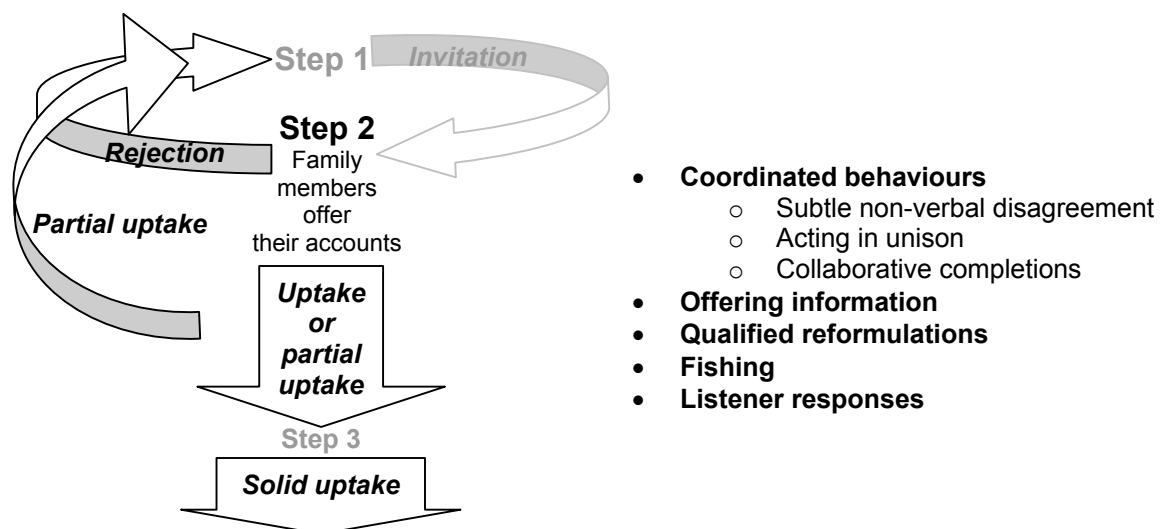 Step 1
Invitation
Step 2
Rejection
Family
members
offer
their accounts
Partial uptake
Uptake
or
partial
uptake
Step 3
Solid uptake
• Coordinated behaviours
o Subtle non-verbal disagreement
o Acting in unison
o Collaborative completions
• Offering information
• Qualified reformulations
• Fishing
• Listener responses